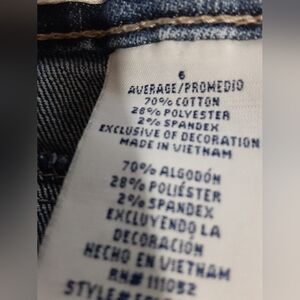 6
AVERAGE/PROMEDIO
70% COTTON
28% POLYESTER
2% SPANDEX
EXCLUSIVE OF DECORATION
MADE IN VIETNAM
70% ALGODÓN
28% POLIÉSTER
2% SPANDEX
EXCLUYENDO LA
DECORACIÓN
HECHO EN VIETNAM
RN# 111052